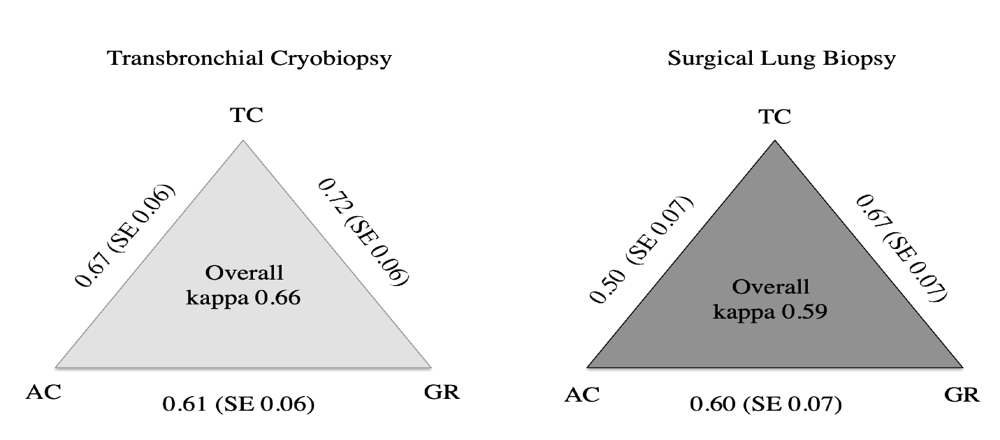 Transbronchial Cryobiopsy
TC
0.67 (SE 0.06)
0.72 (SE 0.06)
Overall
kappa 0.66
AC
GR
0.61 (SE 0.06)
Surgical Lung Biopsy
TC
0.50 (SE 0.07)
0.67 (SE 0.07)
Overall
kappa 0.59
AC
GR
0.60 (SE 0.07)